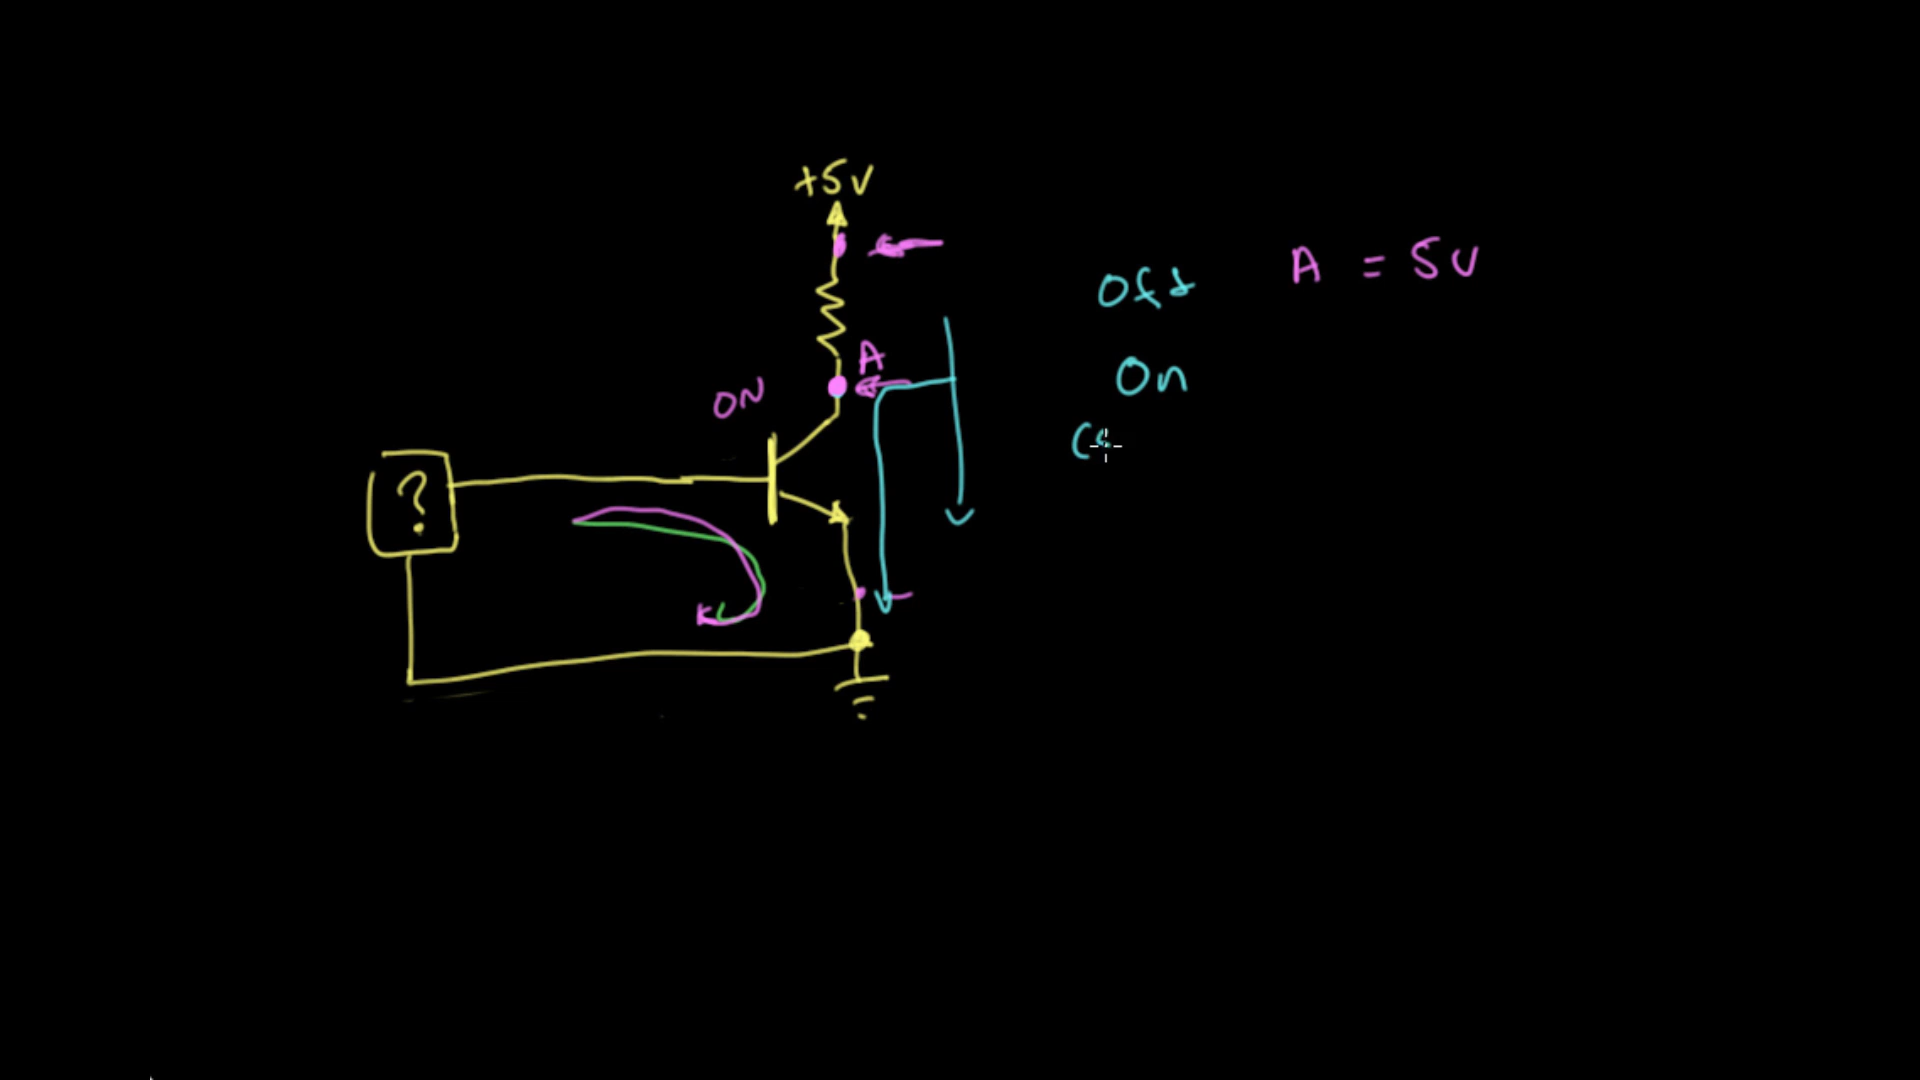 +5V
Off A = 5V
A
On
ON
?